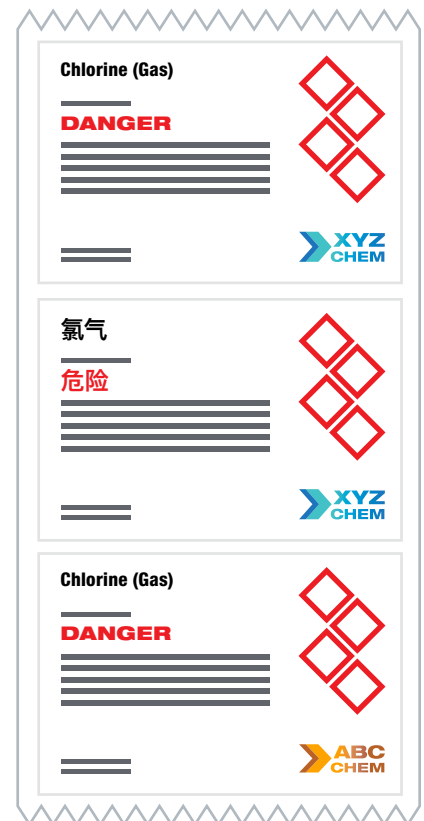 Chlorine (Gas)
DANGER
XYZ
CHEM
氯气
危险
XYZ
CHEM
Chlorine (Gas)
DANGER
ABC
CHEM